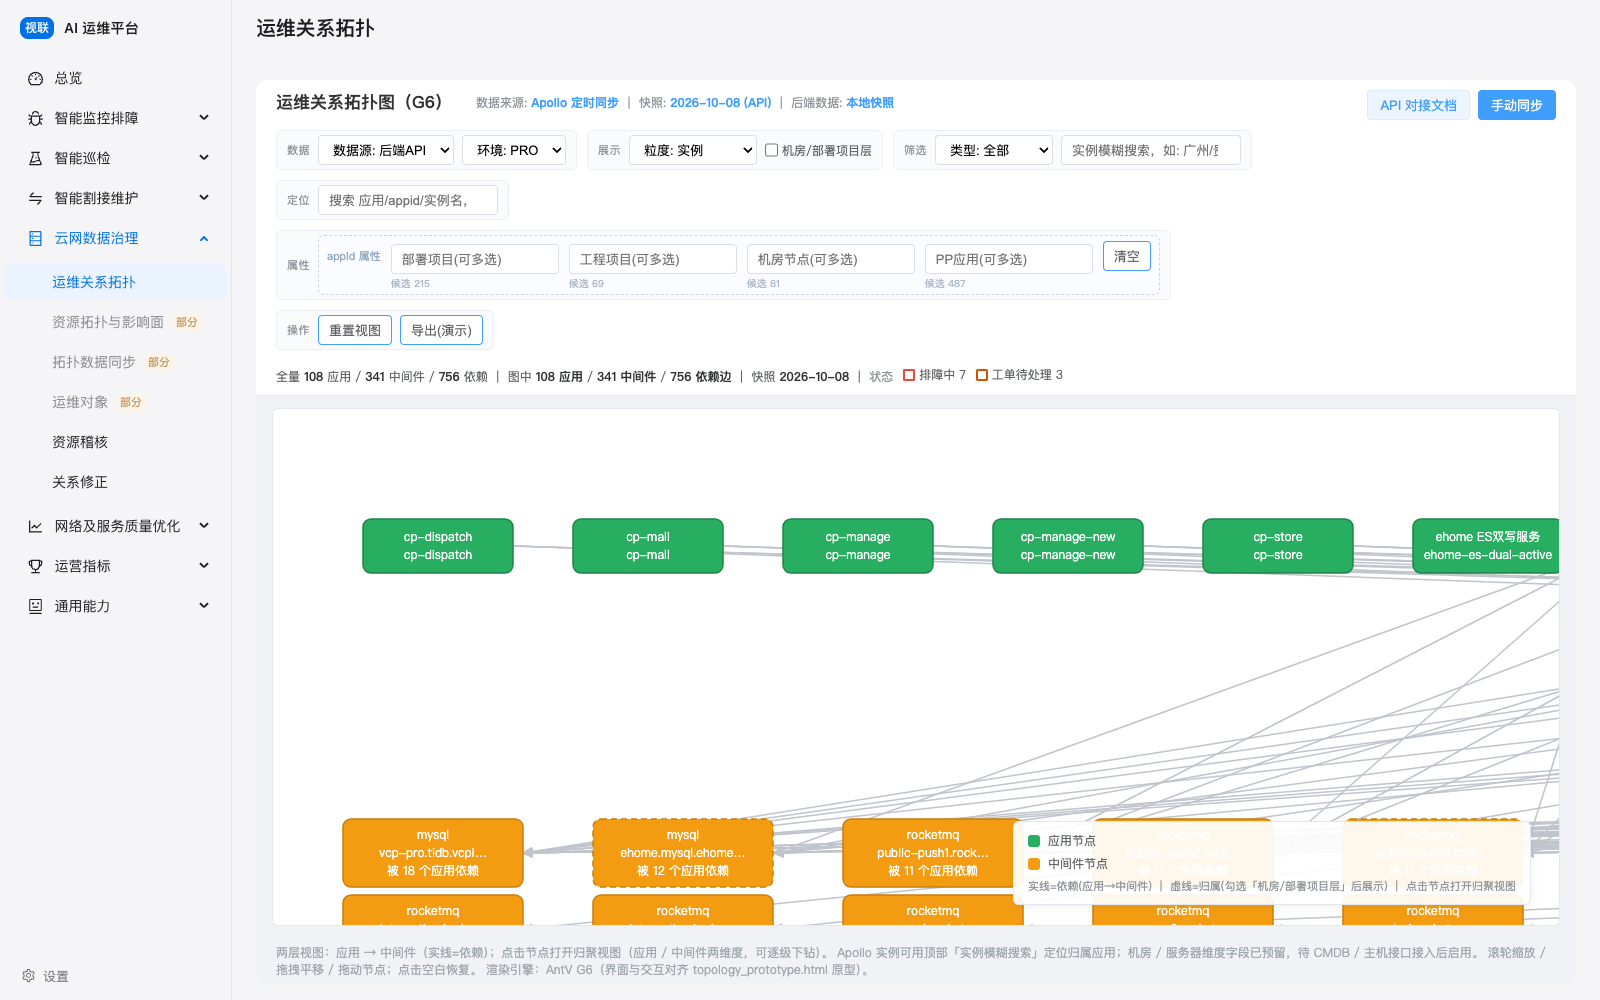 视联 AI 运维平台
总览
智能监控排障
智能巡检
智能割接维护
云网数据治理
运维关系拓扑
资源拓扑与影响面 部分
拓扑数据同步 部分
运维对象 部分
资源稽核
关系修正
网络及服务质量优化
运营指标
通用能力
设置
运维关系拓扑
运维关系拓扑图（G6） 数据来源: Apollo 定时同步 | 快照: 2026-10-08 (API) | 后端数据: 本地快照
API 对接文档 手动同步
数据 数据源: 后端API 环境: PRO 展示 粒度: 实例 机房/部署项目层 筛选 类型: 全部 实例模糊搜索，如: 广州/
定位 搜索 应用/appid/实例名,
属性 appId 属性 部署项目(可多选) 工程项目(可多选) 机房节点(可多选) PP应用(可多选) 清空
候选 215 候选 69 候选 81 候选 487
操作 重置视图 导出(演示)
全量 108 应用 / 341 中间件 / 756 依赖 | 图中 108 应用 / 341 中间件 / 756 依赖边 | 快照 2026-10-08 | 状态 排障中 7 工单待处理 3
cp-dispatch
cp-dispatch
cp-mall
cp-mall
cp-manage
cp-manage
cp-manage-new
cp-manage-new
cp-store
cp-store
ehome ES双写服务
ehome-es-dual-active
mysql
vcp-pro.tidb.vcpi...
被 18 个应用依赖
mysql
ehome.mysql.ehome...
被 12 个应用依赖
rocketmq
public-push1.rock...
被 11 个应用依赖
rocketmq
public-push2.rock...
被 11 个应用依赖
rocketmq
public-push3.rock...
被 11 个应用依赖
应用节点
中间件节点
实线=依赖(应用→中间件) | 虚线=归属(勾选「机房/部署项目层」后展示) | 点击节点打开归聚视图
rocketmq
rocketmq
rocketmq
rocketmq
rocketmq
两层视图：应用 → 中间件（实线=依赖）；点击节点打开归聚视图（应用 / 中间件两维度，可逐级下钻）。 Apollo 实例可用顶部「实例模糊搜索」定位归属应用；机房 / 服务器维度字段已预留，待 CMDB / 主机接口接入后启用。 滚轮缩放 /
拖拽平移 / 拖动节点；点击空白恢复。 渲染引擎：AntV G6（界面与交互对齐 topology_prototype.html 原型）。